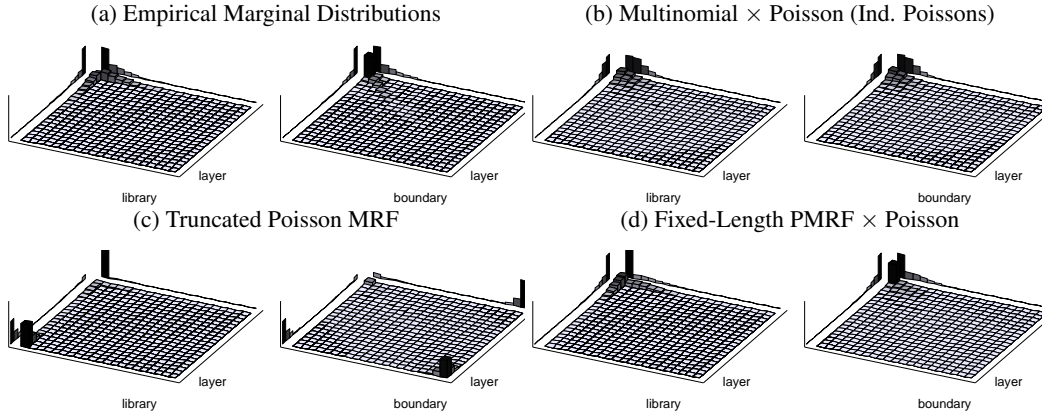 (a) Empirical Marginal Distributions
(b) Multinomial × Poisson (Ind. Poissons)
layer
library
layer
boundary
layer
library
layer
boundary
(c) Truncated Poisson MRF
(d) Fixed-Length PMRF × Poisson
layer
library
layer
boundary
layer
library
layer
boundary